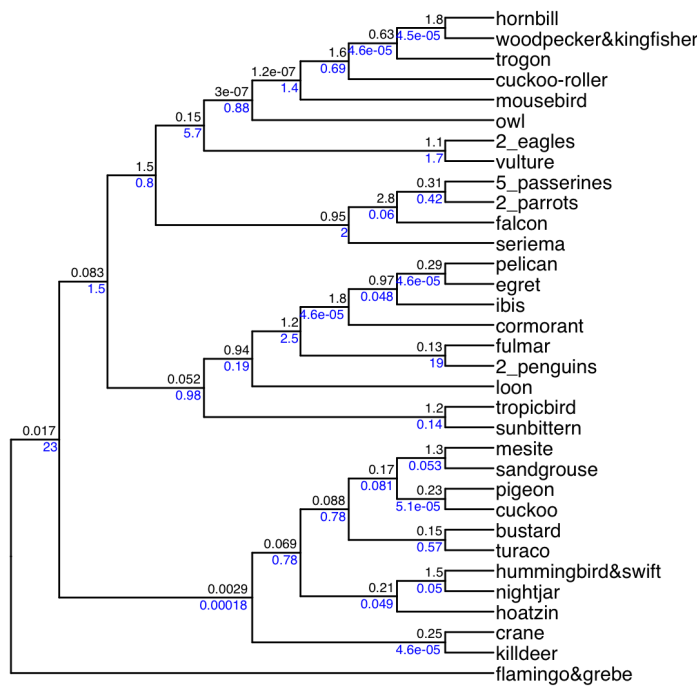 1.8 hornbill
0.63 4.5e-05 woodpecker&kingfisher
1.6 4.6e-05 trogon
1.2e-07 0.69 cuckoo-roller
3e-07 1.4 mousebird
0.15 0.88 owl
5.7 1.1 2_eagles
1.7 vulture
1.5 0.31 5_passerines
0.8 2.8 0.42 2_parrots
0.95 0.06 falcon
2 seriema
0.083 0.29 pelican
1.5 0.97 4.6e-05 egret
1.8 0.048 ibis
1.2 4.6e-05 cormorant
0.94 2.5 0.13 fulmar
0.19 19 2_penguins
0.052 loon
0.98 1.2 tropicbird
0.017 0.14 sunbittern
23 1.3 mesite
0.17 0.053 sandgrouse
0.081 0.23 pigeon
0.088 5.1e-05 cuckoo
0.78 0.15 bustard
0.069 0.57 turaco
0.78 1.5 hummingbird&swift
0.0029 0.21 0.05 nightjar
0.00018 0.049 hoatzin
0.25 crane
4.6e-05 killdeer
flamingo&grebe